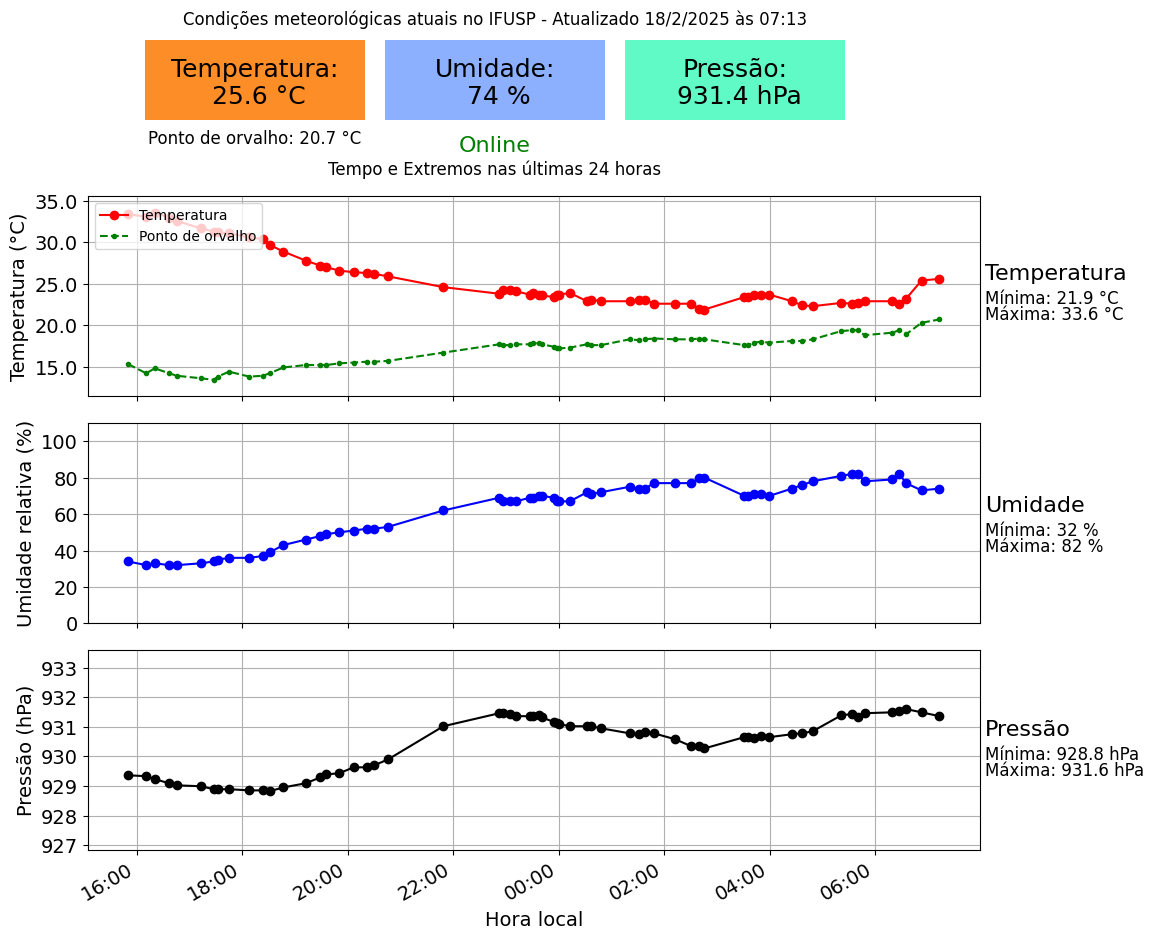 Condições meteorológicas atuais no IFUSP - Atualizado 18/2/2025 às 07:13
Temperatura:
25.6 °C
Umidade:
74 %
Pressão:
931.4 hPa
Ponto de orvalho: 20.7 °C
Online
Tempo e Extremos nas últimas 24 horas
Temperatura (°C)
35.0
30.0
25.0
20.0
15.0
Temperatura
Ponto de orvalho
Temperatura
Mínima: 21.9 °C
Máxima: 33.6 °C
Umidade relativa (%)
100
80
60
40
20
0
Umidade
Mínima: 32 %
Máxima: 82 %
Pressão (hPa)
933
932
931
930
929
928
927
Pressão
Mínima: 928.8 hPa
Máxima: 931.6 hPa
16:00 18:00 20:00 22:00 00:00 02:00 04:00 06:00
Hora local